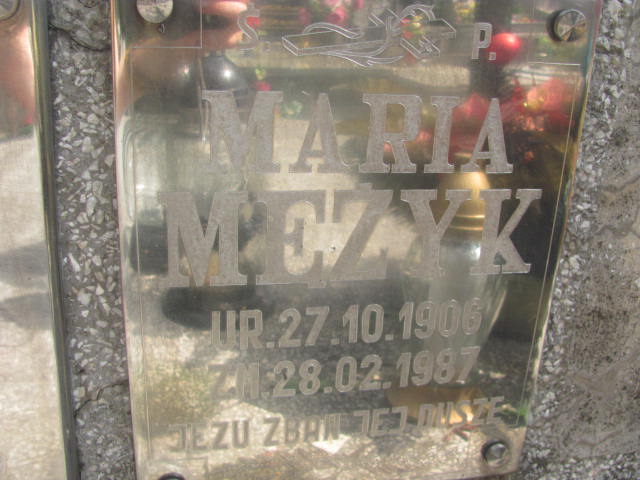 Ś. P.
MARIA
MĘŻYK
UR.27.10.1906
ZM.28.02.1987
JEZU ZBAW JEJ DUSZE